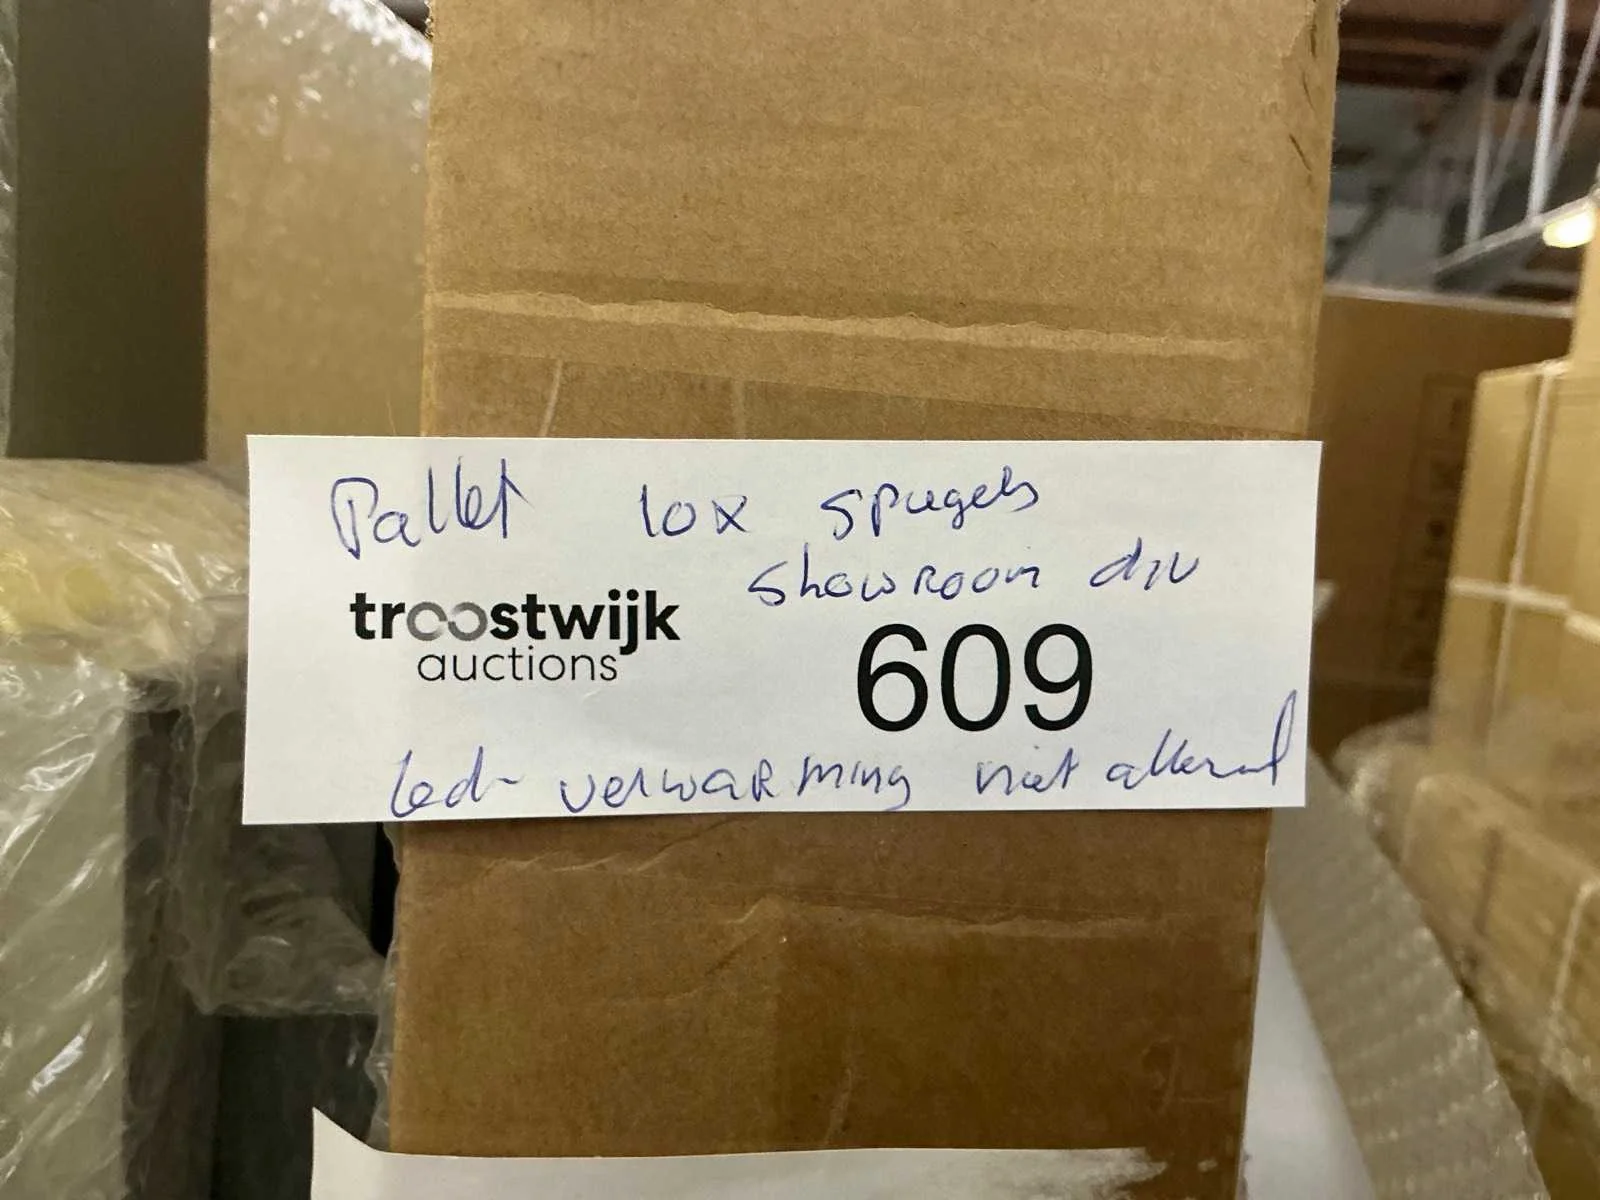 Pallet 10x spiegels
showroom div
troostwijk
auctions
609
led- verwarming niet allemaal